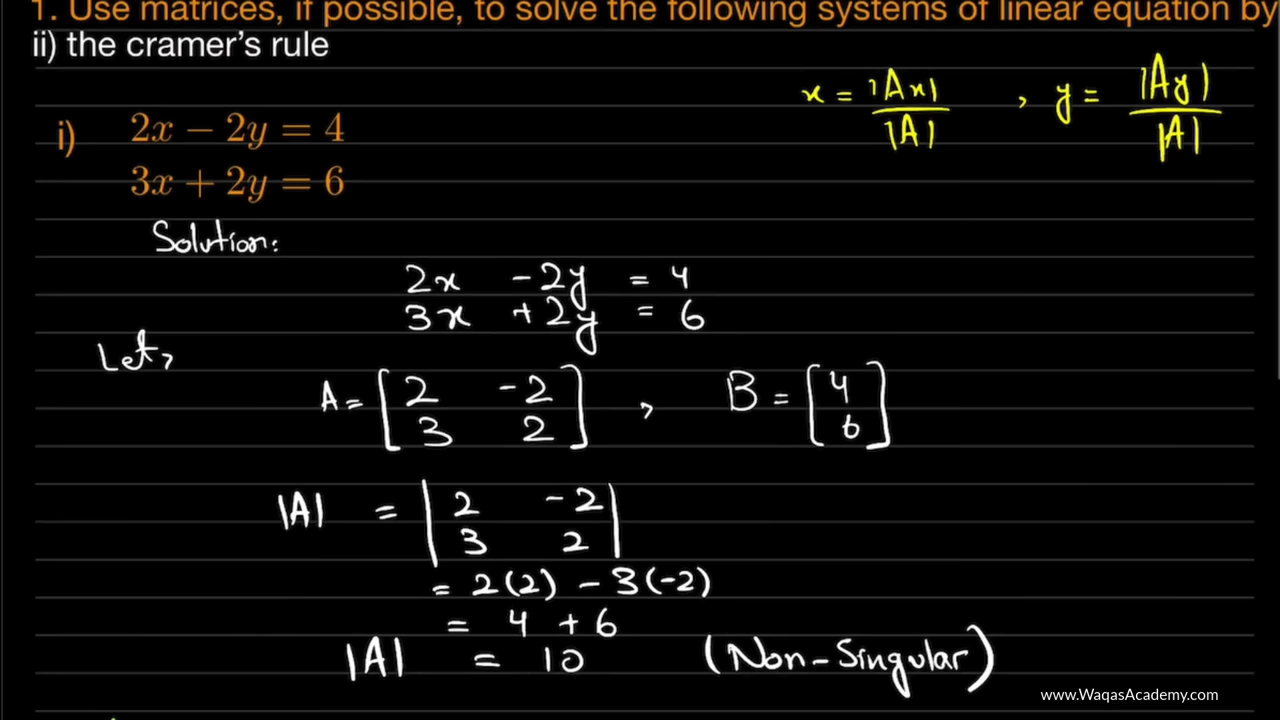 1. Use matrices, if possible, to solve the following systems of linear equation by
ii) the cramer's rule
x = |Ax| / |A| , y = |Ay| / |A|
i) 2x − 2y = 4
3x + 2y = 6
Solution:
2x - 2y = 4
3x + 2y = 6
Let,
A = [2 -2; 3 2] , B = [4; 6]
|A| = |2 -2; 3 2|
= 2(2) - 3(-2)
= 4 + 6
|A| = 10 (Non-Singular)
www.WaqasAcademy.com